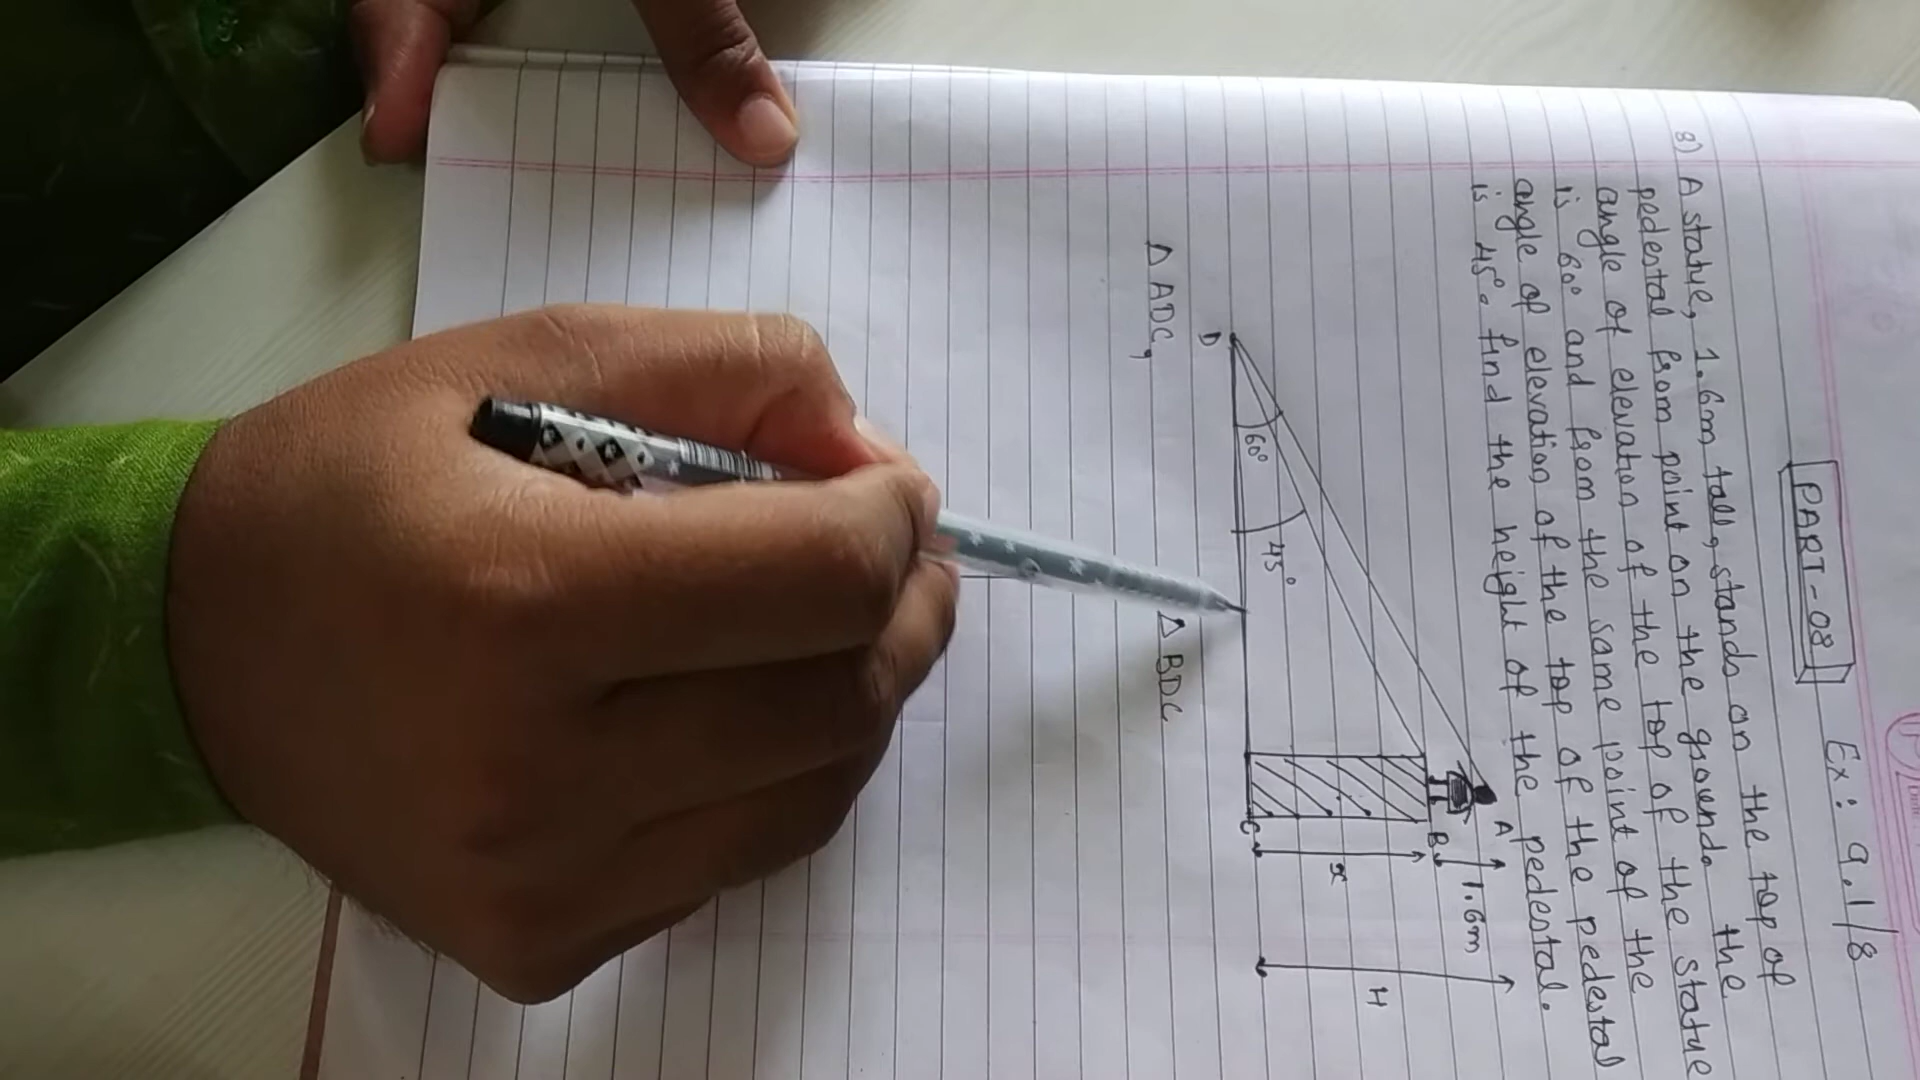 Ex: 9.1/8
PART-08
8) A statue, 1.6m tall, stands on the top of
pedestal from point on the ground. the
angle of elevation of the top of the statue
is 60° and from the same point of the
angle of elevation of the top of the pedestal
is 45°. find the height of the pedestal.
A
1.6m
B
x
H
60°
45°
D
C
Δ ADC,
Δ BDC